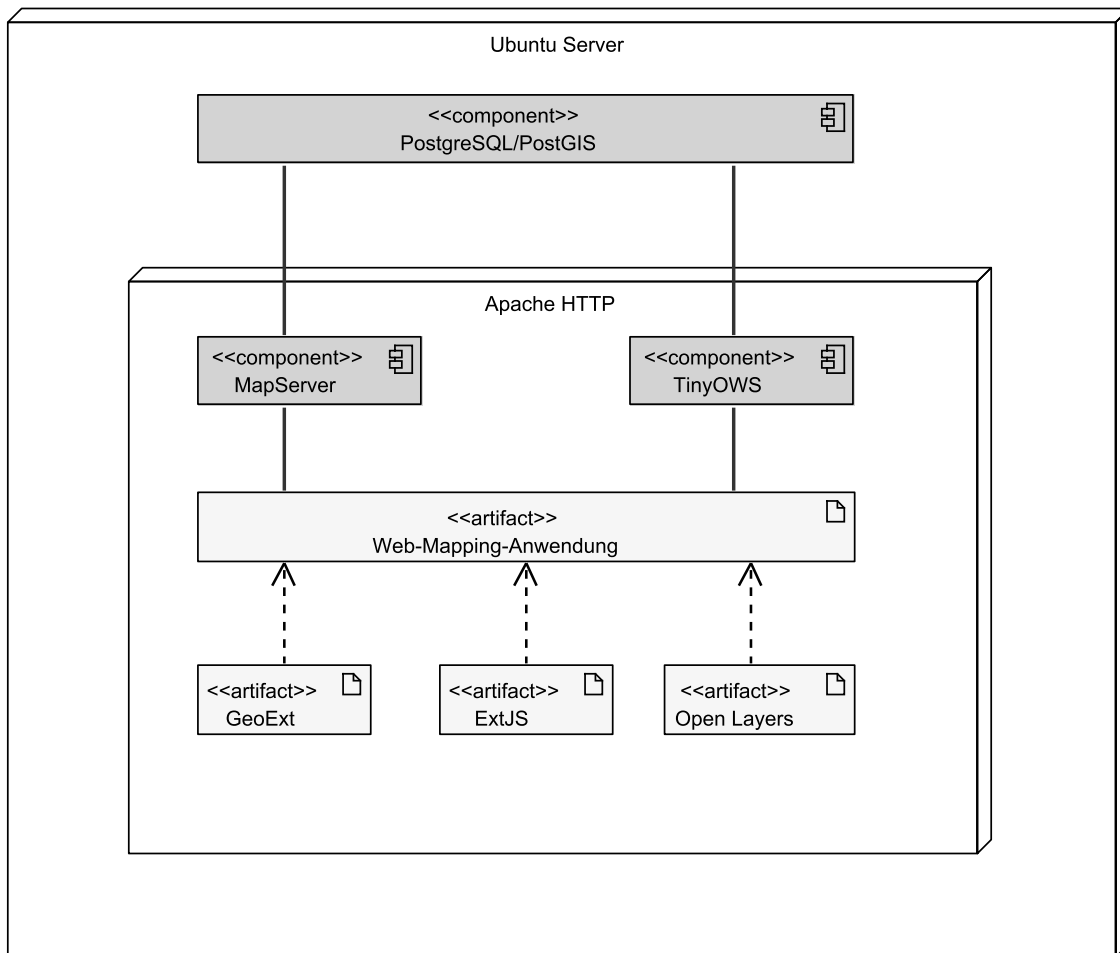 Ubuntu Server
<<component>>
PostgreSQL/PostGIS
Apache HTTP
<<component>>
MapServer
<<component>>
TinyOWS
<<artifact>>
Web-Mapping-Anwendung
<<artifact>>
GeoExt
<<artifact>>
ExtJS
<<artifact>>
Open Layers